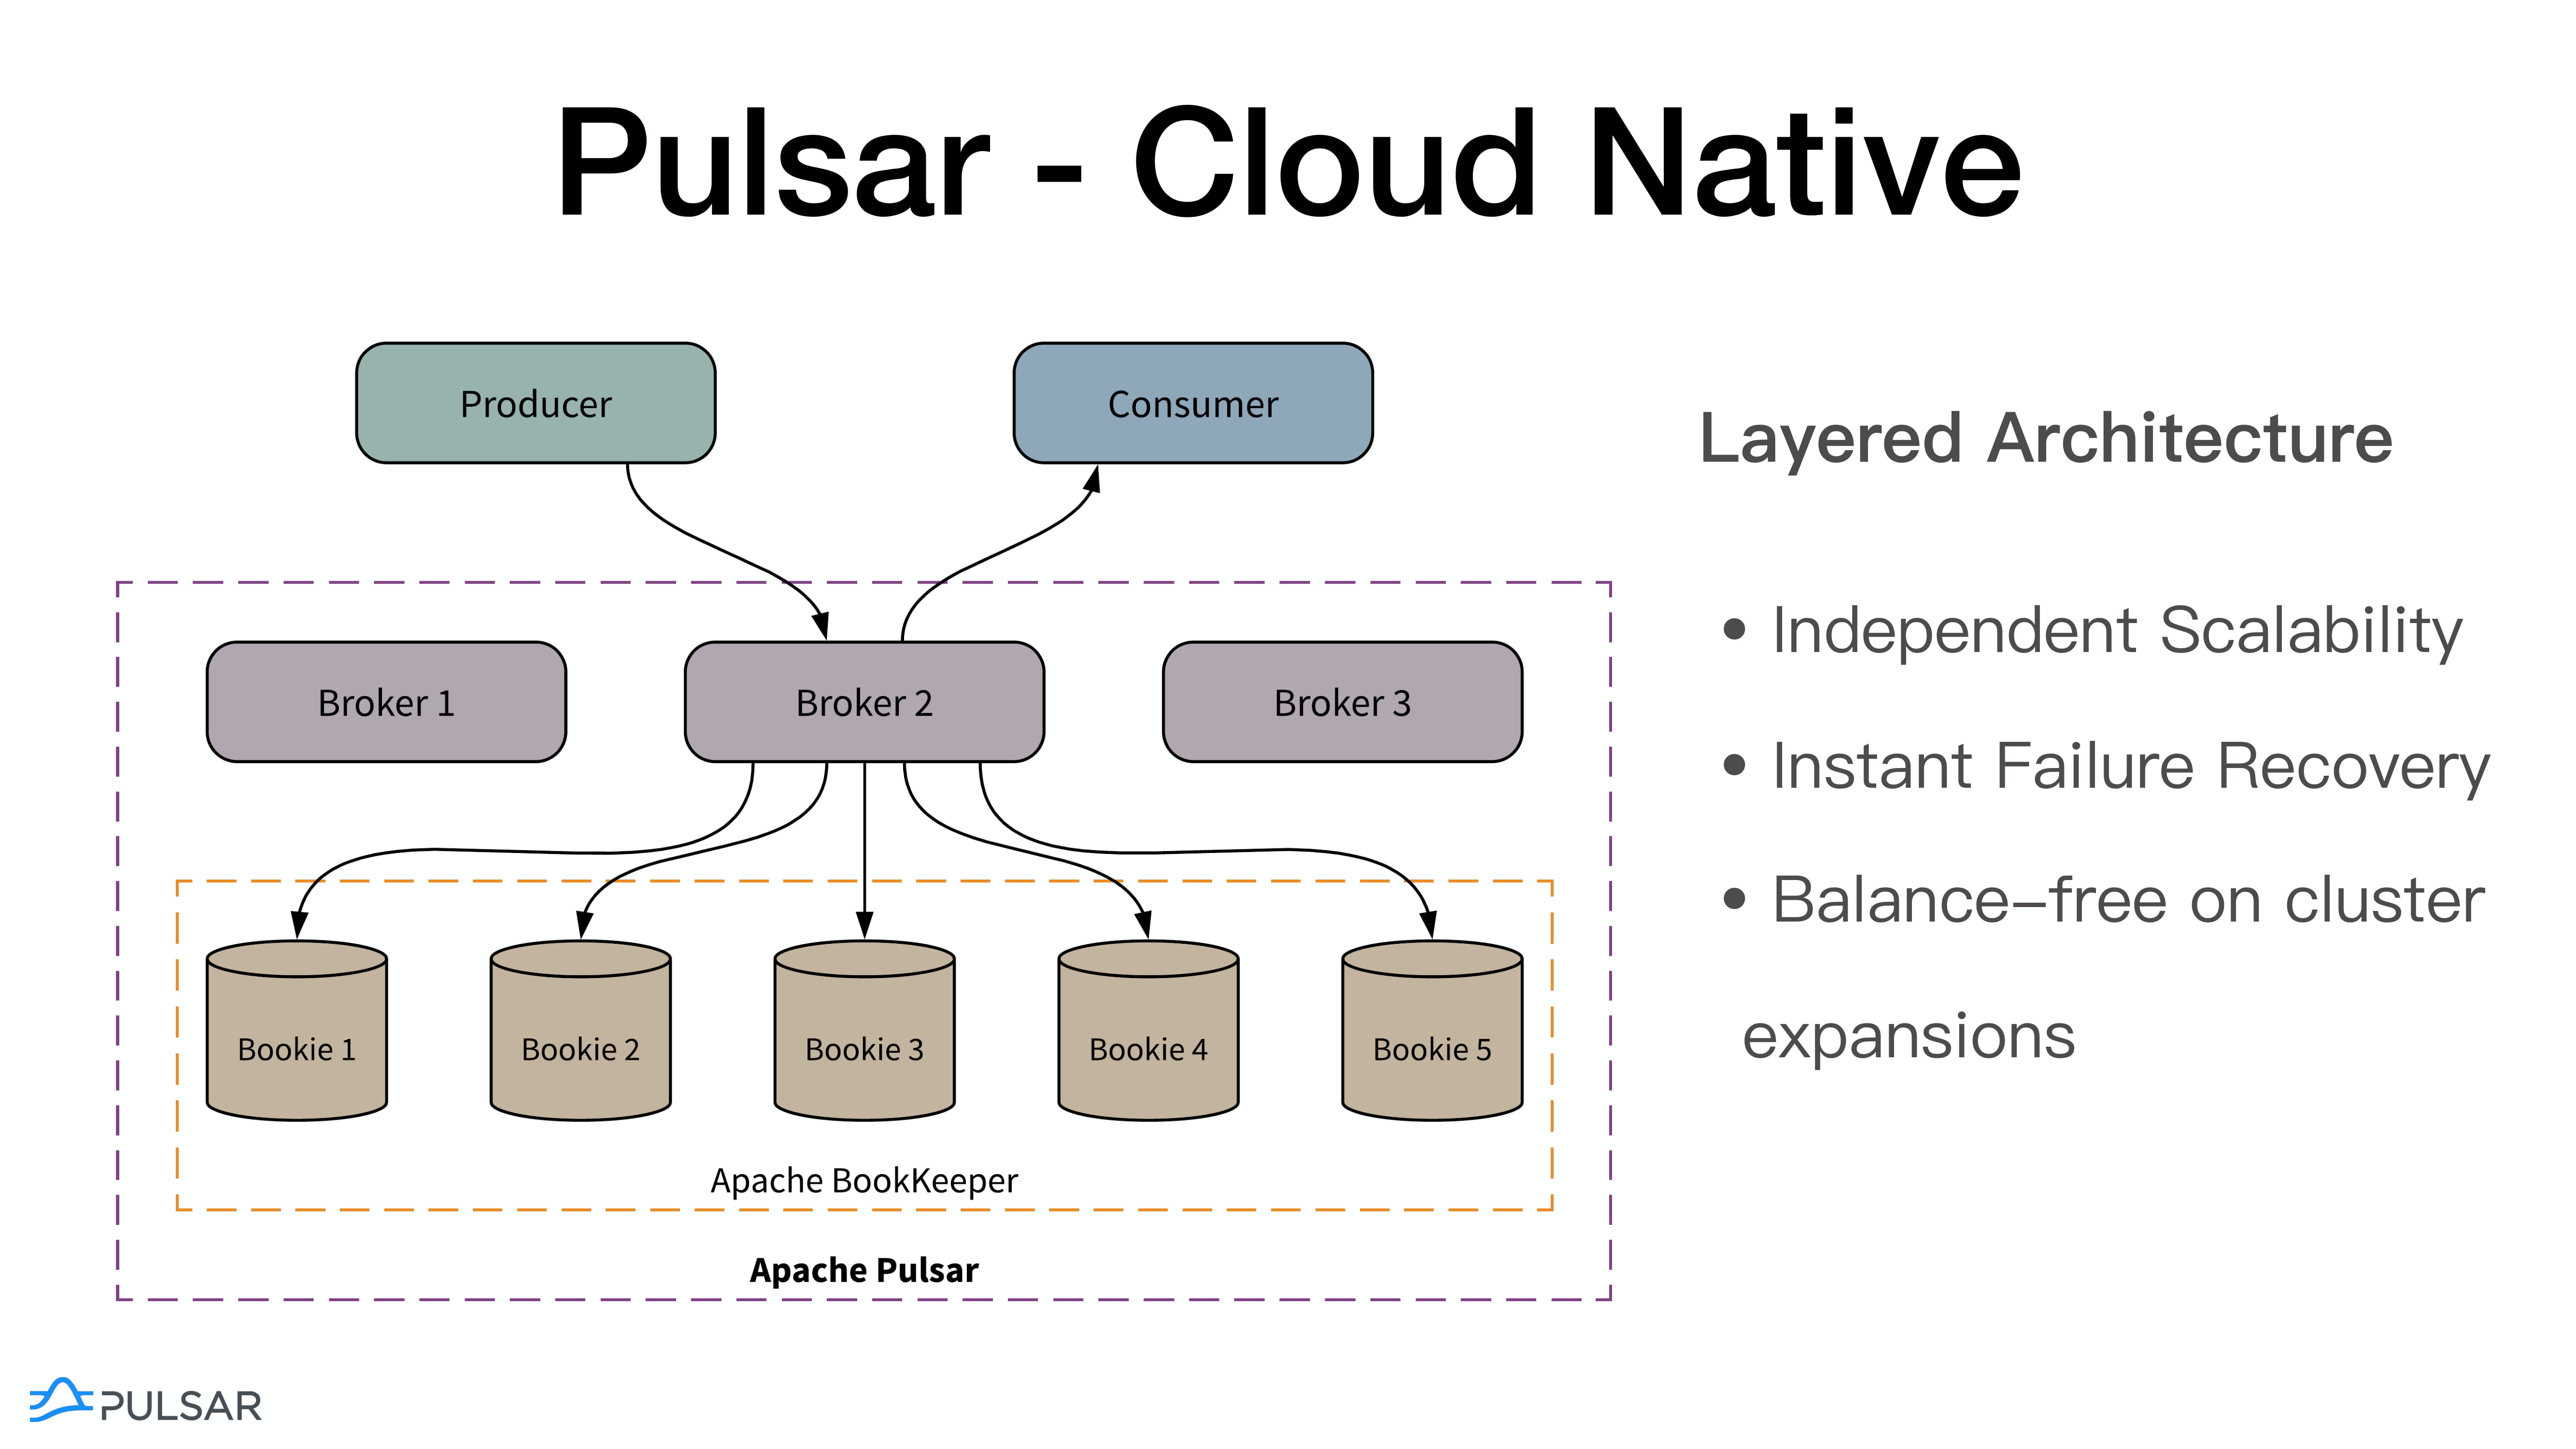 Pulsar - Cloud Native
Producer
Consumer
Broker 1
Broker 2
Broker 3
Bookie 1
Bookie 2
Bookie 3
Bookie 4
Bookie 5
Apache BookKeeper
Apache Pulsar
Layered Architecture
• Independent Scalability
• Instant Failure Recovery
• Balance–free on cluster
expansions
PULSAR